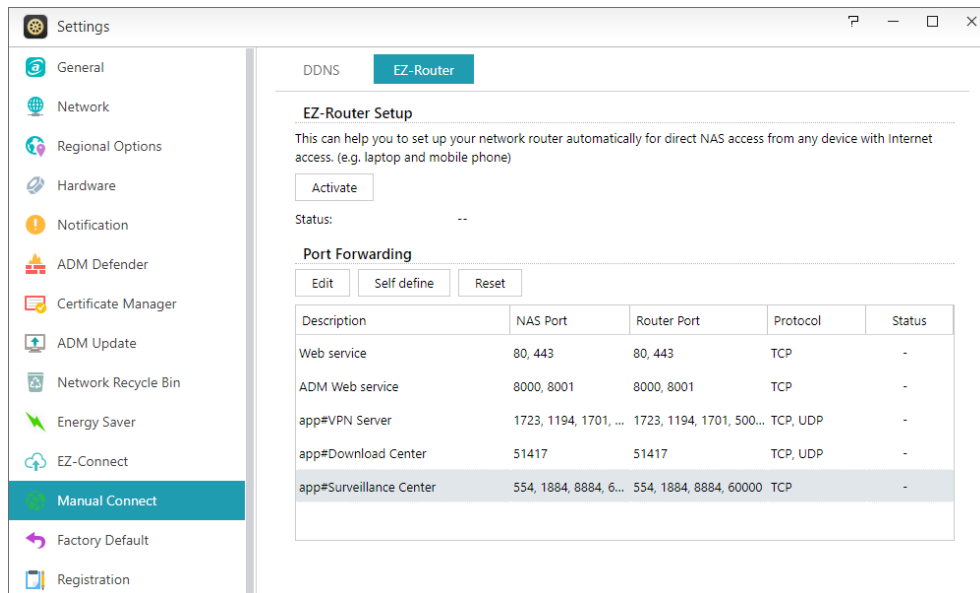 Settings
General
Network
Regional Options
Hardware
Notification
ADM Defender
Certificate Manager
ADM Update
Network Recycle Bin
Energy Saver
EZ-Connect
Manual Connect
Factory Default
Registration
DDNS EZ-Router
EZ-Router Setup
This can help you to set up your network router automatically for direct NAS access from any device with Internet
access. (e.g. laptop and mobile phone)
Activate
Status: --
Port Forwarding
Edit Self define Reset
Description NAS Port Router Port Protocol Status
Web service 80, 443 80, 443 TCP -
ADM Web service 8000, 8001 8000, 8001 TCP -
app#VPN Server 1723, 1194, 1701, ... 1723, 1194, 1701, 500... TCP, UDP -
app#Download Center 51417 51417 TCP, UDP -
app#Surveillance Center 554, 1884, 8884, 6... 554, 1884, 8884, 60000 TCP -